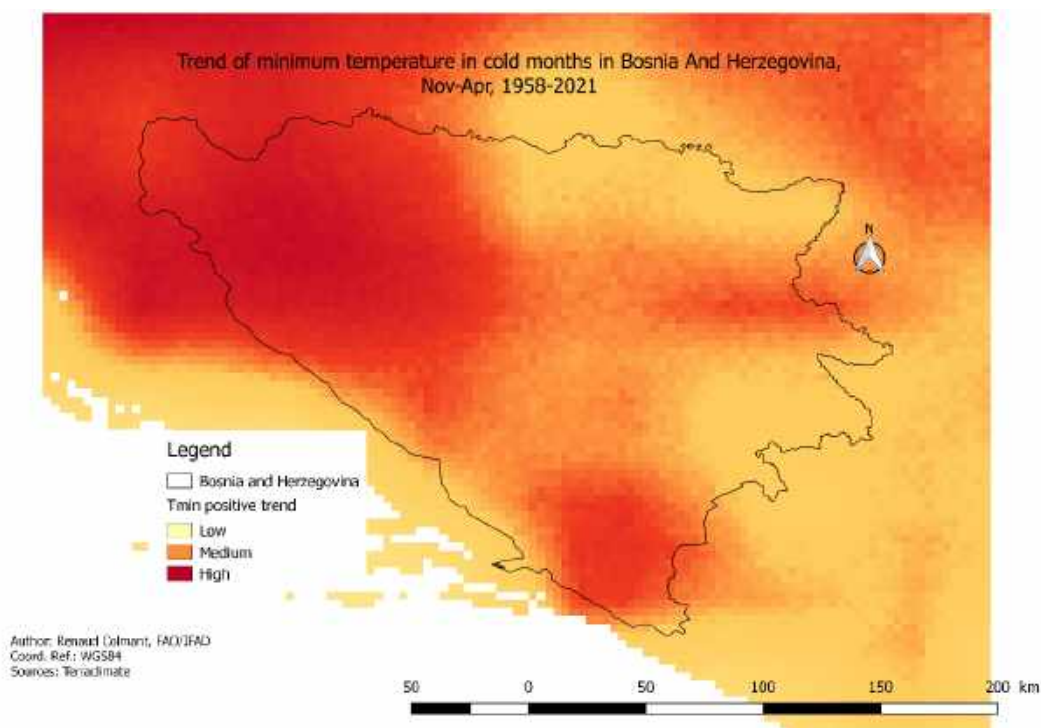 Trend of minimum temperature in cold months in Bosnia And Herzegovina,
Nov-Apr, 1958-2021
N
Legend
Bosnia and Herzegovina
Tmin positive trend
Low
Medium
High
Author: Renaud Colmant, FAO/IFAD
Coord. Ref.: WGS84
Sources: Terraclimate
50 0 50 100 150 200 km